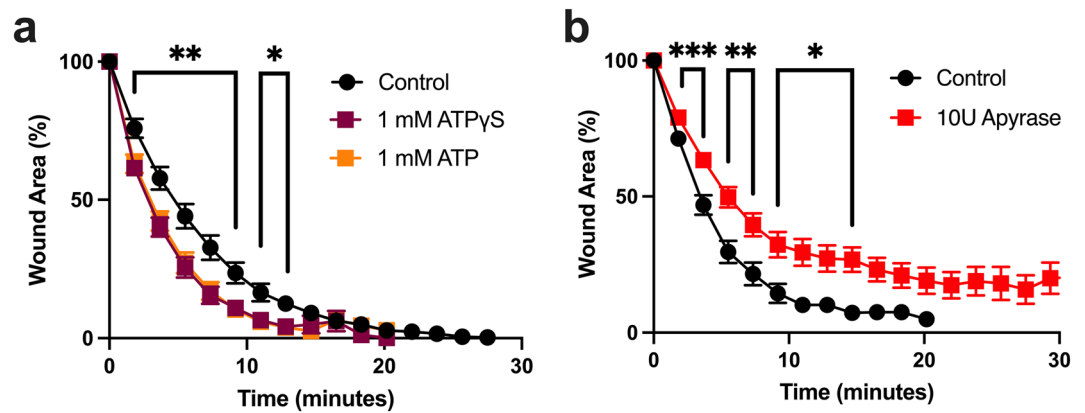 a
** *
100
50
0
Wound Area (%)
Control
1 mM ATPγS
1 mM ATP
0 10 20 30
Time (minutes)
b
*** ** *
100
50
0
Wound Area (%)
Control
10U Apyrase
0 10 20 30
Time (minutes)